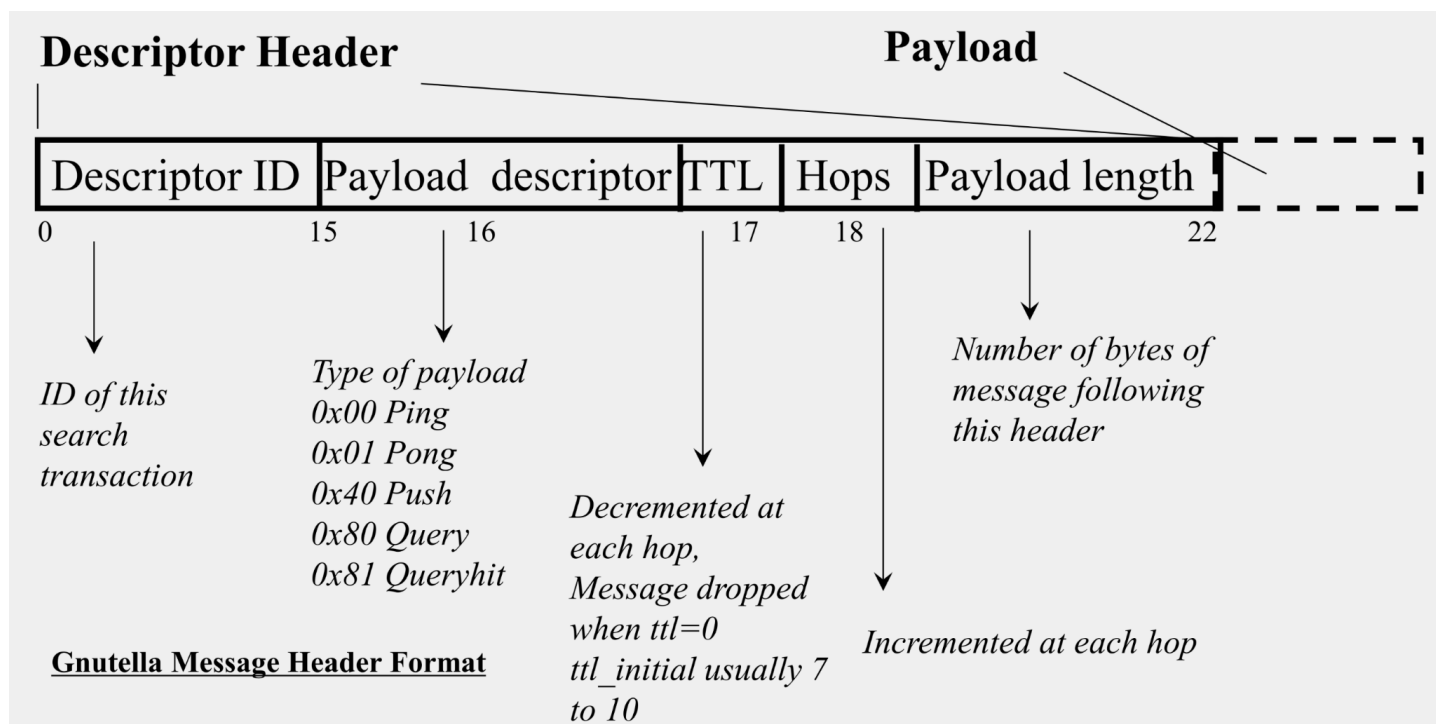 Descriptor Header
Payload
Descriptor ID Payload descriptor TTL Hops Payload length
0 15 16 17 18 22
ID of this
search
transaction
Type of payload
0x00 Ping
0x01 Pong
0x40 Push
0x80 Query
0x81 Queryhit
Decremented at
each hop,
Message dropped
when ttl=0
ttl_initial usually 7
to 10
Incremented at each hop
Number of bytes of
message following
this header
Gnutella Message Header Format